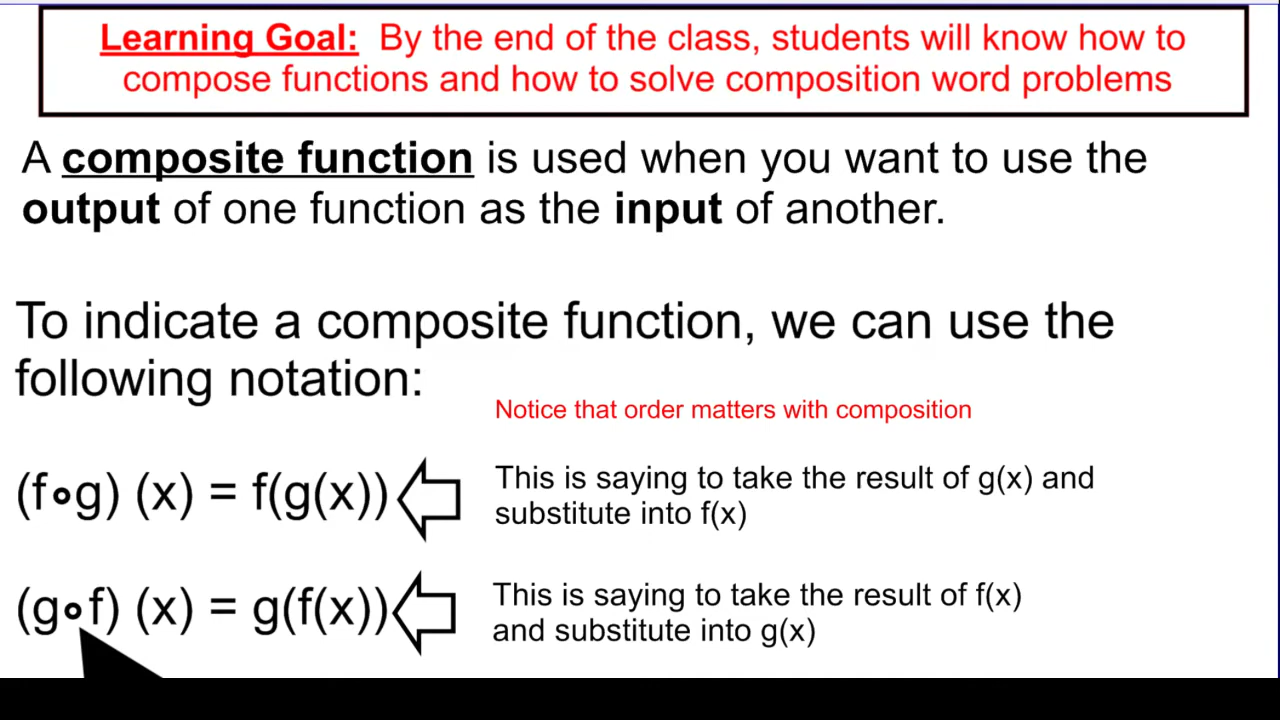 Learning Goal: By the end of the class, students will know how to
compose functions and how to solve composition word problems
A composite function is used when you want to use the
output of one function as the input of another.
To indicate a composite function, we can use the
following notation:
Notice that order matters with composition
(f∘g) (x) = f(g(x))
This is saying to take the result of g(x) and
substitute into f(x)
(g∘f) (x) = g(f(x))
This is saying to take the result of f(x)
and substitute into g(x)